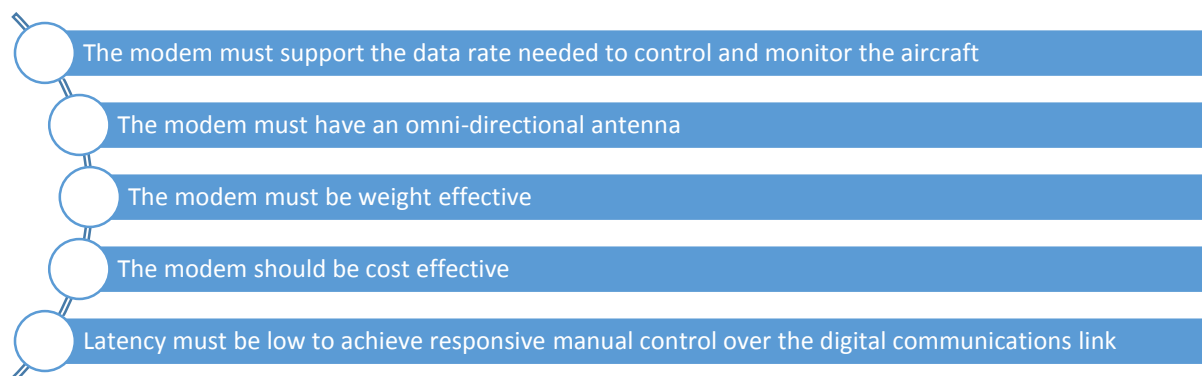 The modem must support the data rate needed to control and monitor the aircraft
The modem must have an omni-directional antenna
The modem must be weight effective
The modem should be cost effective
Latency must be low to achieve responsive manual control over the digital communications link